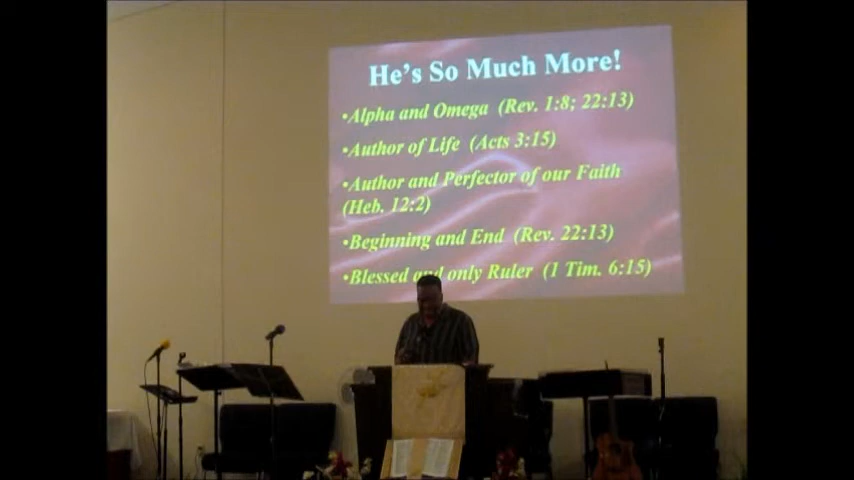 He's So Much More!
•Alpha and Omega (Rev. 1:8; 22:13)
•Author of Life (Acts 3:15)
•Author and Perfector of our Faith
(Heb. 12:2)
•Beginning and End (Rev. 22:13)
•Blessed and only Ruler (1 Tim. 6:15)